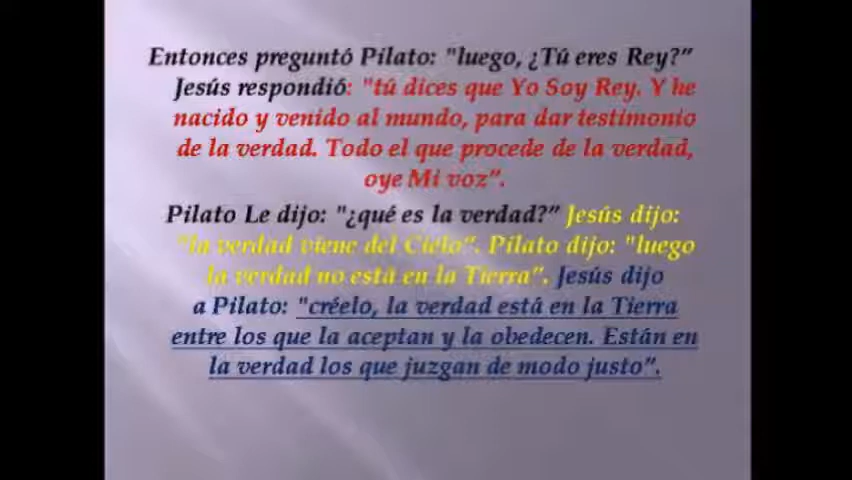 Entonces preguntó Pilato: "luego, ¿Tú eres Rey?”
Jesús respondió: "tú dices que Yo Soy Rey. Y he
nacido y venido al mundo, para dar testimonio
de la verdad. Todo el que procede de la verdad,
oye Mi voz”.
Pilato Le dijo: "¿qué es la verdad?” Jesús dijo:
"la verdad viene del Cielo”. Pilato dijo: "luego
la verdad no está en la Tierra”. Jesús dijo
a Pilato: "créelo, la verdad está en la Tierra
entre los que la aceptan y la obedecen. Están en
la verdad los que juzgan de modo justo”.